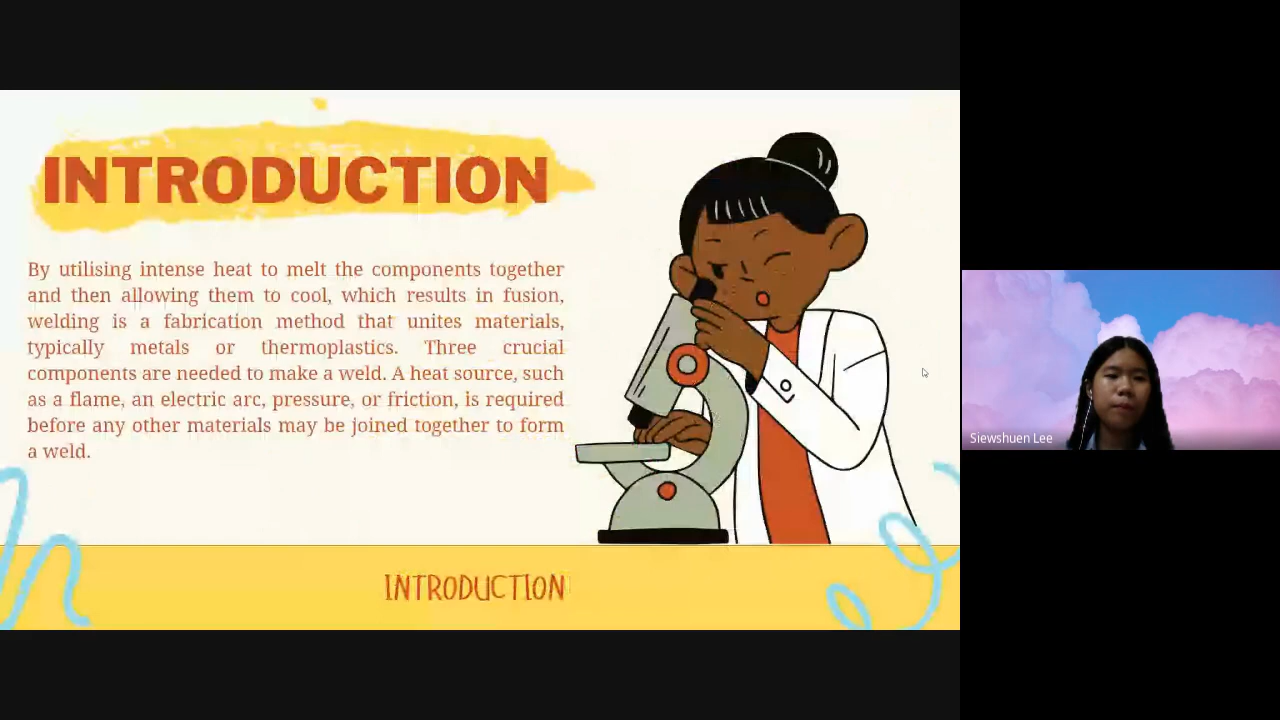 INTRODUCTION
By utilising intense heat to melt the components together
and then allowing them to cool, which results in fusion,
welding is a fabrication method that unites materials,
typically metals or thermoplastics. Three crucial
components are needed to make a weld. A heat source, such
as a flame, an electric arc, pressure, or friction, is required
before any other materials may be joined together to form
a weld.
Siewshuen Lee
INTRODUCTION